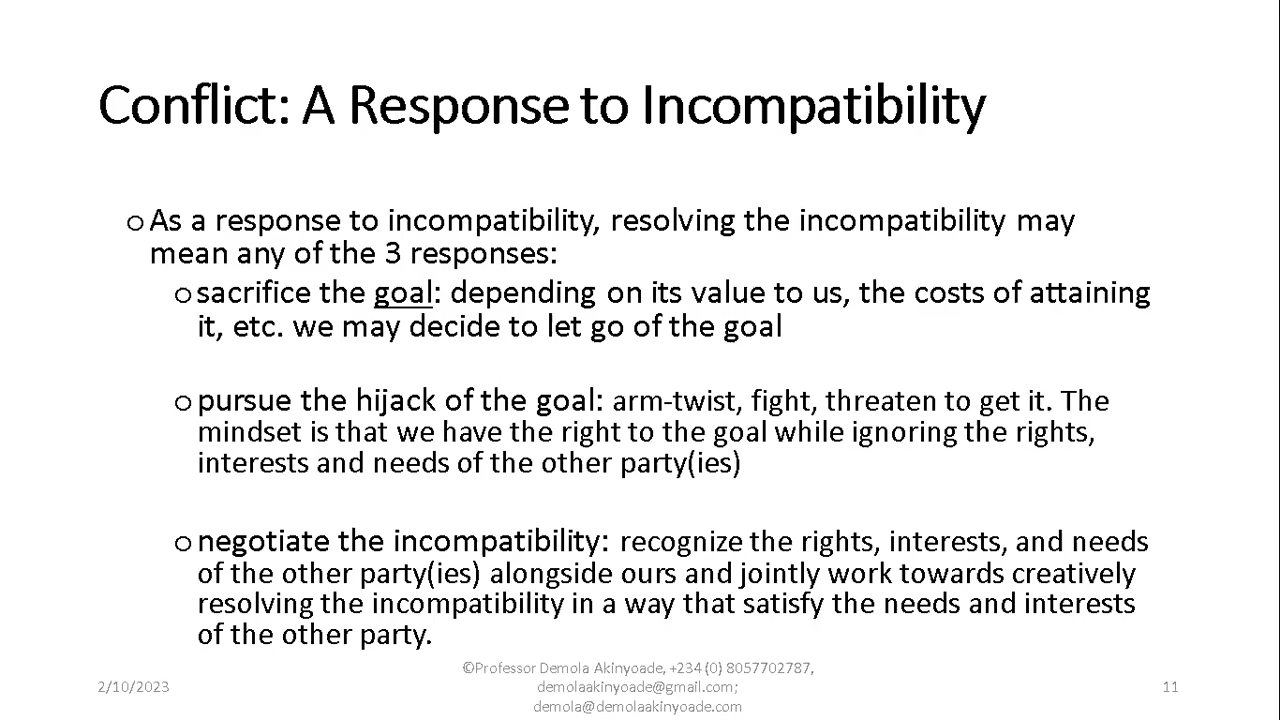 Conflict: A Response to Incompatibility
o As a response to incompatibility, resolving the incompatibility may
mean any of the 3 responses:
o sacrifice the goal: depending on its value to us, the costs of attaining
it, etc. we may decide to let go of the goal
o pursue the hijack of the goal: arm-twist, fight, threaten to get it. The
mindset is that we have the right to the goal while ignoring the rights,
interests and needs of the other party(ies)
o negotiate the incompatibility: recognize the rights, interests, and needs
of the other party(ies) alongside ours and jointly work towards creatively
resolving the incompatibility in a way that satisfy the needs and interests
of the other party.
2/10/2023
©Professor Demola Akinyoade, +234 (0) 8057702787,
demolaakinyoade@gmail.com;
demola@demolaakinyoade.com
11